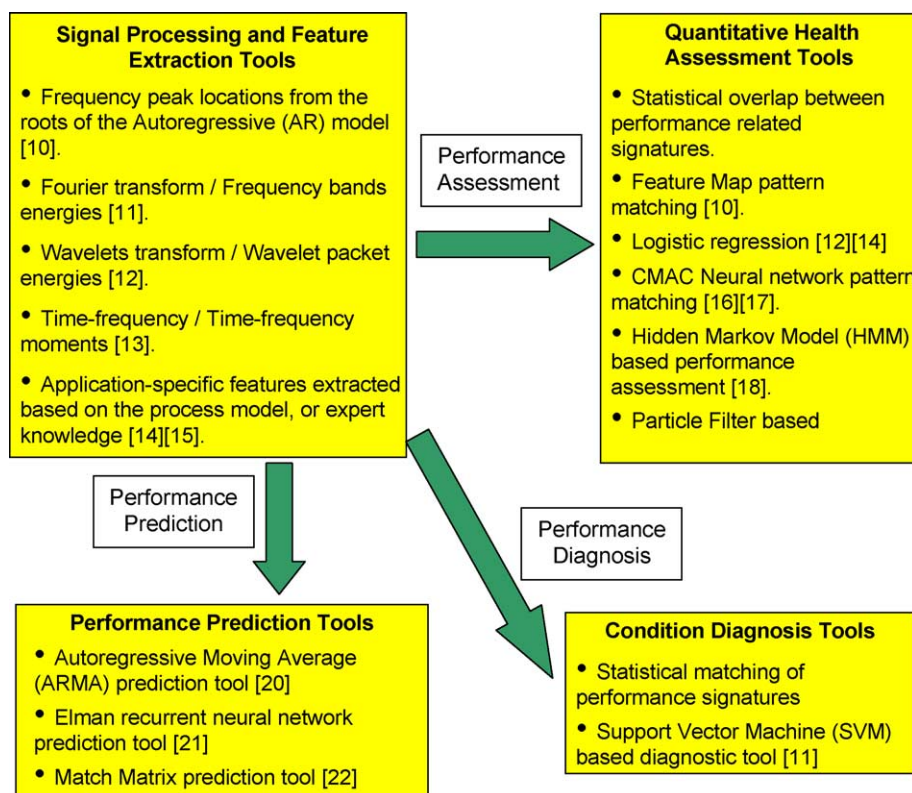 Signal Processing and Feature
Extraction Tools
• Frequency peak locations from the
roots of the Autoregressive (AR) model
[10].
• Fourier transform / Frequency bands
energies [11].
• Wavelets transform / Wavelet packet
energies [12].
• Time-frequency / Time-frequency
moments [13].
• Application-specific features extracted
based on the process model, or expert
knowledge [14][15].
Performance
Assessment
Quantitative Health
Assessment Tools
• Statistical overlap between
performance related
signatures.
• Feature Map pattern
matching [10].
• Logistic regression [12][14]
• CMAC Neural network pattern
matching [16][17].
• Hidden Markov Model (HMM)
based performance
assessment [18].
• Particle Filter based
Performance
Prediction
Performance
Diagnosis
Performance Prediction Tools
• Autoregressive Moving Average
(ARMA) prediction tool [20]
• Elman recurrent neural network
prediction tool [21]
• Match Matrix prediction tool [22]
Condition Diagnosis Tools
• Statistical matching of
performance signatures
• Support Vector Machine (SVM)
based diagnostic tool [11]